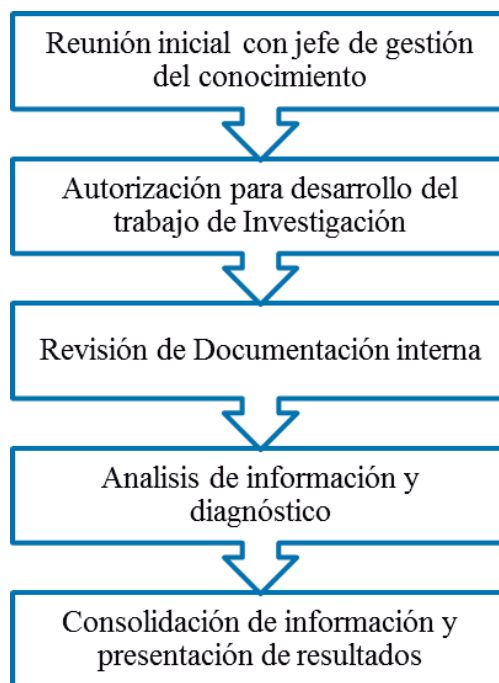 Reunión inicial con jefe de gestión
del conocimiento
Autorización para desarrollo del
trabajo de Investigación
Revisión de Documentación interna
Analisis de información y
diagnóstico
Consolidación de información y
presentación de resultados